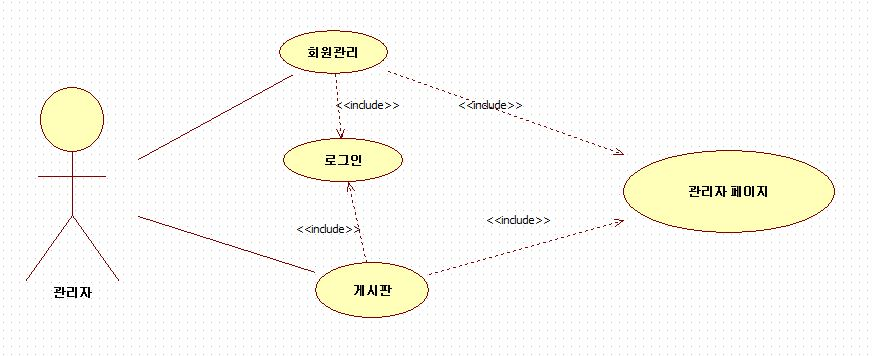 회원관리
<<include>>
<<include>>
로그인
관리자 페이지
<<include>>
<<include>>
게시판
관리자